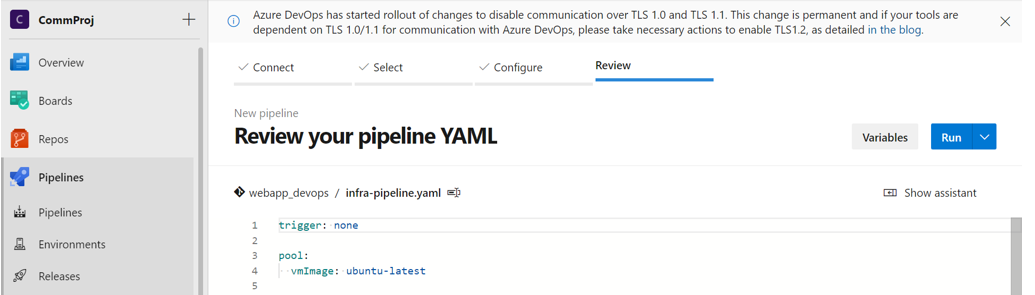 C CommProj +
Azure DevOps has started rollout of changes to disable communication over TLS 1.0 and TLS 1.1. This change is permanent and if your tools are
dependent on TLS 1.0/1.1 for communication with Azure DevOps, please take necessary actions to enable TLS1.2, as detailed in the blog.
Overview
Boards
Repos
Pipelines
Pipelines
Environments
Releases
Connect
Select
Configure
Review
New pipeline
Review your pipeline YAML
Variables
Run
webapp_devops / infra-pipeline.yaml
Show assistant
1 trigger: none
2
3 pool:
4 vmImage: ubuntu-latest
5